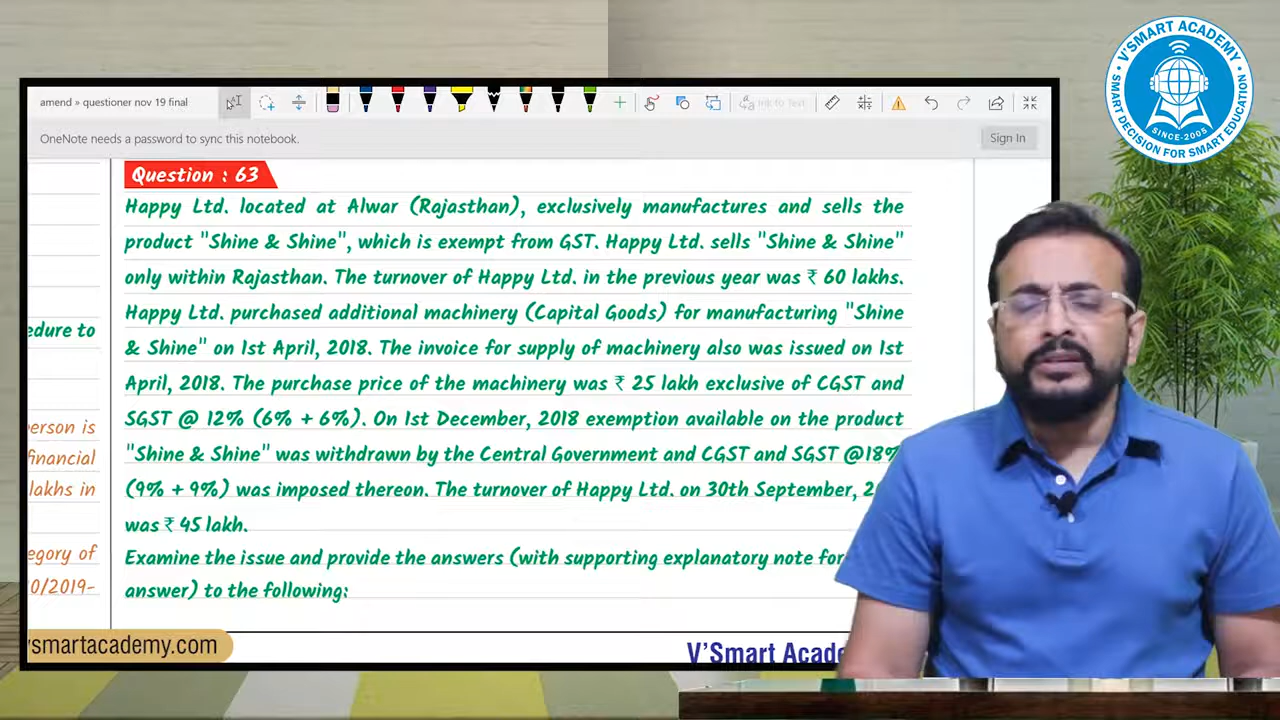 amend » questioner nov 19 final
Ink to Text
OneNote needs a password to sync this notebook.
Sign In
V'SMART ACADEMY
SMART DECISION FOR SMART EDUCATION
SINCE-2005
Question : 63
Happy Ltd. located at Alwar (Rajasthan), exclusively manufactures and sells the
product "Shine & Shine", which is exempt from GST. Happy Ltd. sells "Shine & Shine"
only within Rajasthan. The turnover of Happy Ltd. in the previous year was ₹ 60 lakhs.
Happy Ltd. purchased additional machinery (Capital Goods) for manufacturing "Shine
& Shine" on 1st April, 2018. The invoice for supply of machinery also was issued on 1st
April, 2018. The purchase price of the machinery was ₹ 25 lakh exclusive of CGST and
SGST @ 12% (6% + 6%). On 1st December, 2018 exemption available on the product
"Shine & Shine" was withdrawn by the Central Government and CGST and SGST @18%
(9% + 9%) was imposed thereon. The turnover of Happy Ltd. on 30th September,
was ₹ 45 lakh.
Examine the issue and provide the answers (with supporting explanatory note for
answer) to the following:
edure to
erson is
financial
lakhs in
egory of
0/2019-
vsmartacademy.com
V'Smart Acade